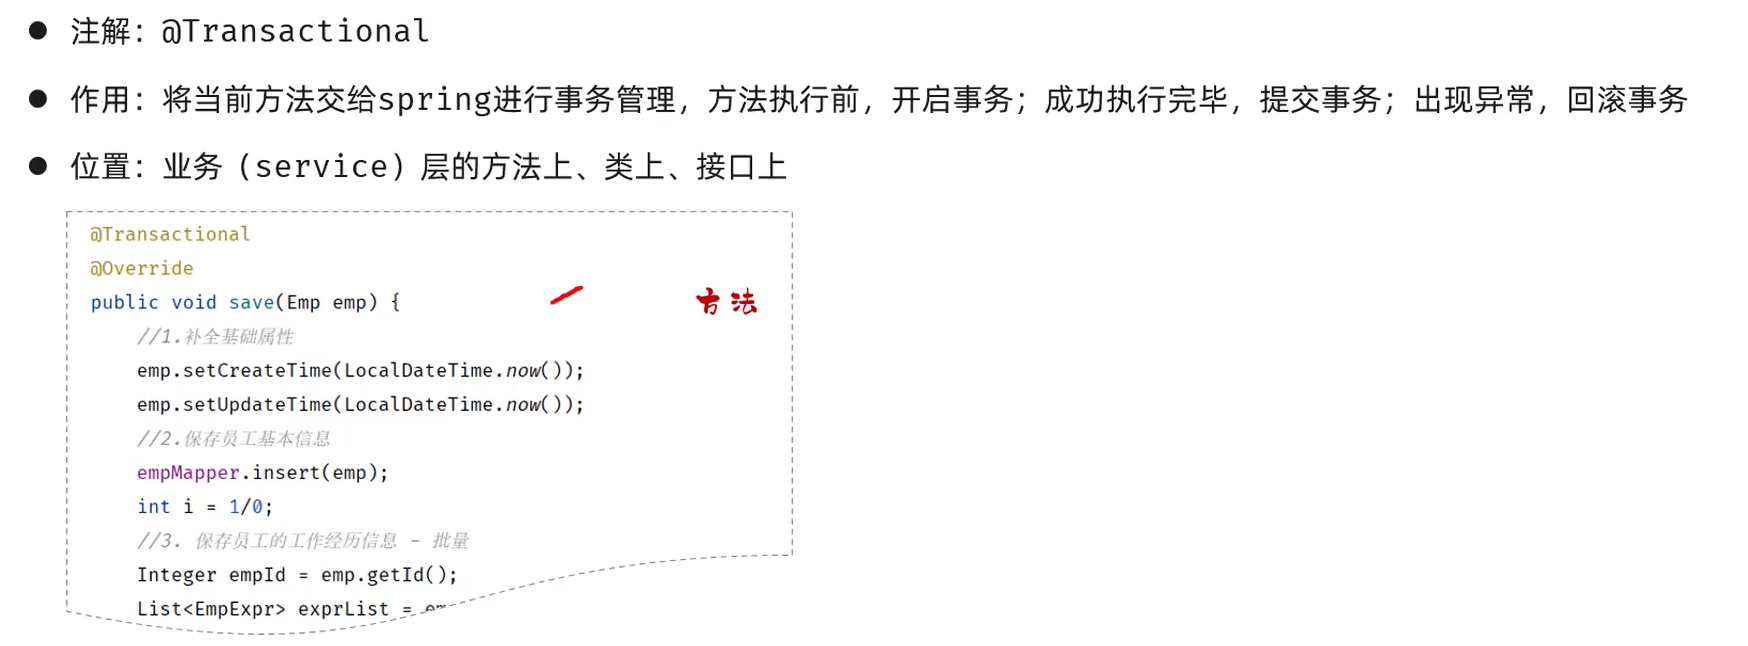 ● 注解：@Transactional
● 作用：将当前方法交给spring进行事务管理，方法执行前，开启事务；成功执行完毕，提交事务；出现异常，回滚事务
● 位置：业务（service）层的方法上、类上、接口上
@Transactional
@Override
public void save(Emp emp) {
方法
//1.补全基础属性
emp.setCreateTime(LocalDateTime.now());
emp.setUpdateTime(LocalDateTime.now());
//2.保存员工基本信息
empMapper.insert(emp);
int i = 1/0;
//3. 保存员工的工作经历信息 - 批量
Integer empId = emp.getId();
List<EmpExpr> exprList =